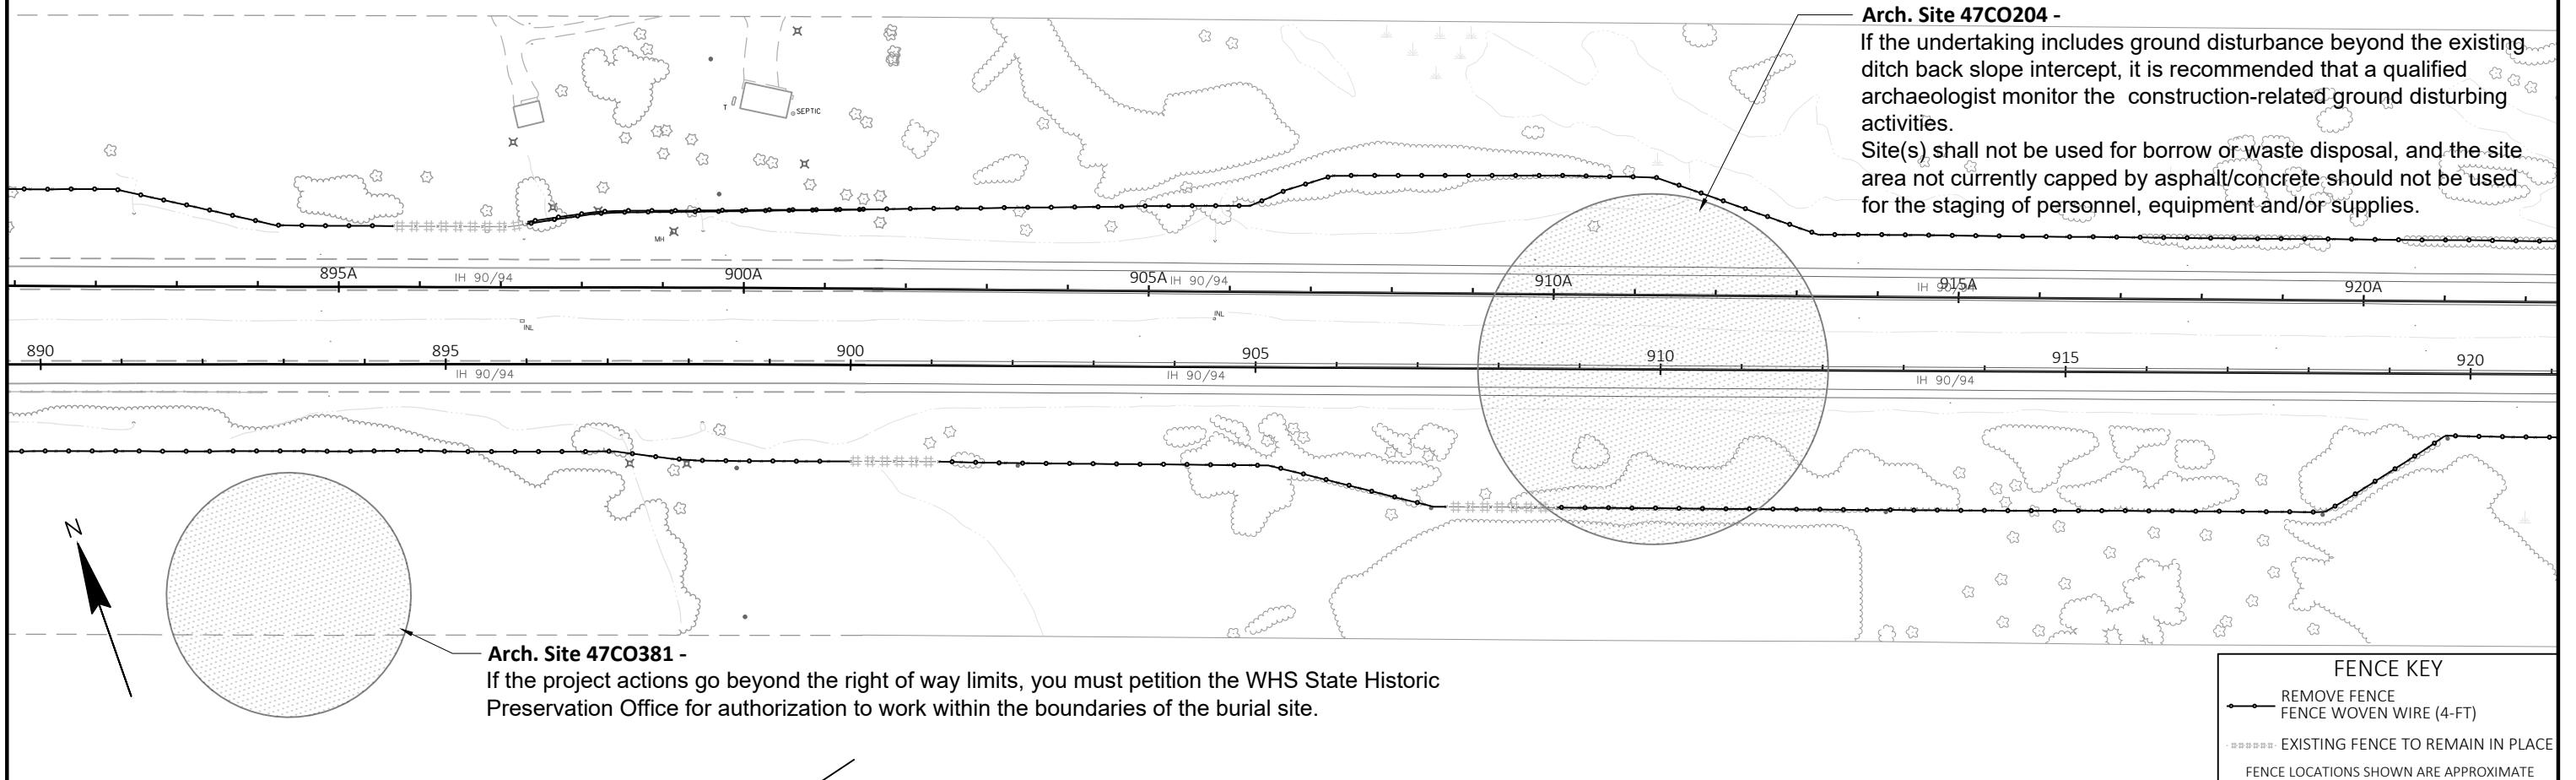 Arch. Site 47CO204 -
If the undertaking includes ground disturbance beyond the existing
ditch back slope intercept, it is recommended that a qualified
archaeologist monitor the construction-related ground disturbing
activities.
Site(s) shall not be used for borrow or waste disposal, and the site
area not currently capped by asphalt/concrete should not be used
for the staging of personnel, equipment and/or supplies.
T
SEPTIC
MH
895A
IH 90/94
900A
905A
IH 90/94
910A
IH 90/94
915A
920A
INL
INL
890
895
900
905
910
915
920
IH 90/94
IH 90/94
IH 90/94
N
Arch. Site 47CO381 -
If the project actions go beyond the right of way limits, you must petition the WHS State Historic
Preservation Office for authorization to work within the boundaries of the burial site.
FENCE KEY
REMOVE FENCE
FENCE WOVEN WIRE (4-FT)
EXISTING FENCE TO REMAIN IN PLACE
FENCE LOCATIONS SHOWN ARE APPROXIMATE